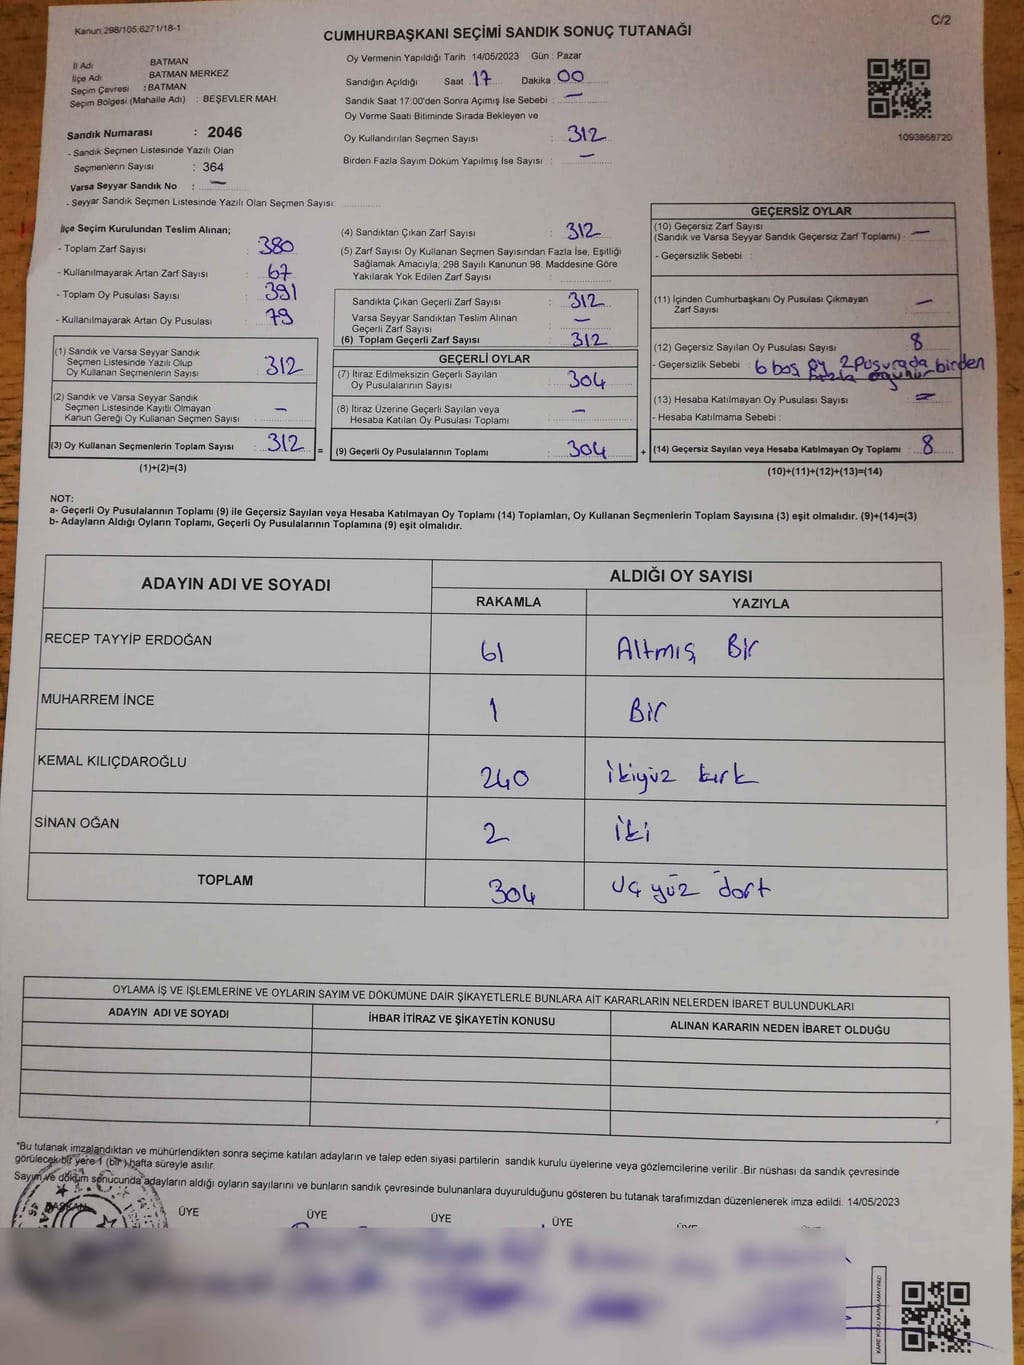 Kanun 298/105:6271/18-1
C/2
CUMHURBAŞKANI SEÇİMİ SANDIK SONUÇ TUTANAĞI
İl Adı BATMAN
İlçe Adı BATMAN MERKEZ
Seçim Çevresi : BATMAN
Seçim Bölgesi (Mahalle Adı) : BEŞEVLER MAH.
Sandık Numarası : 2046
- Sandık Seçmen Listesinde Yazılı Olan
Seçmenlerin Sayısı : 364
Varsa Seyyar Sandık No : —
- Seyyar Sandık Seçmen Listesinde Yazılı Olan Seçmen Sayısı:
Oy Vermenin Yapıldığı Tarih : 14/05/2023 Gün : Pazar
Sandığın Açıldığı Saat 17 Dakika : 00
Sandık Saat 17:00'den Sonra Açımış İse Sebebi : —
Oy Verme Saati Bitiminde Sırada Bekleyen ve
Oy Kullandırılan Seçmen Sayısı : 312
Birden Fazla Sayım Döküm Yapılmış İse Sayısı : —
1093858720
İlçe Seçim Kurulundan Teslim Alınan;
- Toplam Zarf Sayısı : 380
- Kullanılmayarak Artan Zarf Sayısı : 67
- Toplam Oy Pusulası Sayısı : 391
- Kullanılmayarak Artan Oy Pusulası : 79
(1) Sandık ve Varsa Seyyar Sandık
Seçmen Listesinde Yazılı Olup
Oy Kullanan Seçmenlerin Sayısı : 312
(2) Sandık ve Varsa Seyyar Sandık
Seçmen Listesinde Kayıtlı Olmayan
Kanun Gereği Oy Kullanan Seçmen Sayısı : —
(3) Oy Kullanan Seçmenlerin Toplam Sayısı : 312 =
(1)+(2)=(3)
(4) Sandıktan Çıkan Zarf Sayısı : 312
(5) Zarf Sayısı Oy Kullanan Seçmen Sayısından Fazla İse, Eşitliği
Sağlamak Amacıyla; 298 Sayılı Kanunun 98. Maddesine Göre
Yakılarak Yok Edilen Zarf Sayısı :
Sandıkta Çıkan Geçerli Zarf Sayısı : 312
Varsa Seyyar Sandıktan Teslim Alınan
Geçerli Zarf Sayısı : —
(6) Toplam Geçerli Zarf Sayısı : 312
GEÇERLİ OYLAR
(7) İtiraz Edilmeksizin Geçerli Sayılan
Oy Pusulalarının Sayısı : 304
(8) İtiraz Üzerine Geçerli Sayılan veya
Hesaba Katılan Oy Pusulası Toplamı : —
(9) Geçerli Oy Pusulalarının Toplamı : 304 +
GEÇERSİZ OYLAR
(10) Geçersiz Zarf Sayısı
(Sandık ve Varsa Seyyar Sandık Geçersiz Zarf Toplamı) : —
- Geçersizlik Sebebi :
(11) İçinden Cumhurbaşkanı Oy Pusulası Çıkmayan
Zarf Sayısı : —
(12) Geçersiz Sayılan Oy Pusulası Sayısı : 8
- Geçersizlik Sebebi : 6 boş oy 2 Pusurada birden
fazla
(13) Hesaba Katılmayan Oy Pusulası Sayısı : —
- Hesaba Katılmama Sebebi :
(14) Geçersiz Sayılan veya Hesaba Katılmayan Oy Toplamı : 8
(10)+(11)+(12)+(13)=(14)
NOT:
a- Geçerli Oy Pusulalarının Toplamı (9) ile Geçersiz Sayılan veya Hesaba Katılmayan Oy Toplamı (14) Toplamları, Oy Kullanan Seçmenlerin Toplam Sayısına (3) eşit olmalıdır. (9)+(14)=(3)
b- Adayların Aldığı Oyların Toplamı, Geçerli Oy Pusulalarının Toplamına (9) eşit olmalıdır.
ADAYIN ADI VE SOYADI ALDIĞI OY SAYISI
RAKAMLA YAZIYLA
RECEP TAYYİP ERDOĞAN 61 Altmış Bir
MUHARREM İNCE 1 Bir
KEMAL KILIÇDAROĞLU 240 ikiyüz kırk
SİNAN OĞAN 2 iki
TOPLAM 304 üç yüz dört
OYLAMA İŞ VE İŞLEMLERİNE VE OYLARIN SAYIM VE DÖKÜMÜNE DAİR ŞİKAYETLERLE BUNLARA AİT KARARLARIN NELERDEN İBARET BULUNDUKLARI
ADAYIN ADI VE SOYADI İHBAR İTİRAZ VE ŞİKAYETİN KONUSU ALINAN KARARIN NEDEN İBARET OLDUĞU
*Bu tutanak imzalandıktan ve mühürlendikten sonra seçime katılan adayların ve talep eden siyasi partilerin sandık kurulu üyelerine veya gözlemcilerine verilir .Bir nüshası da sandık çevresinde
görülecek bir yere 1 (bir ) hafta süreyle asılır.
Sayım ve döküm sonucunda adayların aldığı oyların sayılarını ve bunların sandık çevresinde bulunanlara duyurulduğunu gösteren bu tutanak tarafımızdan düzenlenerek imza edildi. 14/05/2023
BAŞKAN ÜYE ÜYE ÜYE ÜYE ÜYE
KARE KODU KARALAMAYINIZ!